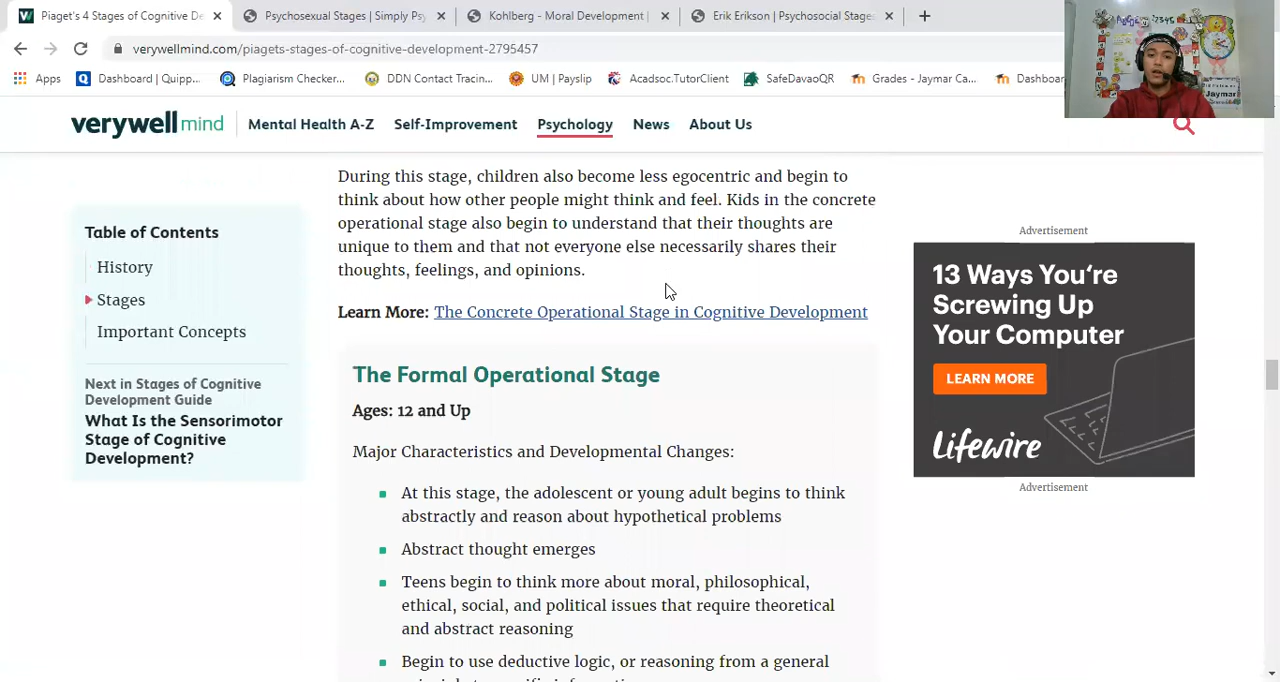 Piaget's 4 Stages of Cognitive De
Psychosexual Stages | Simply Psy
Kohlberg - Moral Development |
Erik Erikson | Psychosocial Stages
verywellmind.com/piagets-stages-of-cognitive-development-2795457
Apps
Dashboard | Quipp...
Plagiarism Checker...
DDN Contact Tracin...
UM | Payslip
Acadsoc.TutorClient
SafeDavaoQR
Grades - Jaymar Ca...
Dashboar
Jaymar
verywell mind
Mental Health A-Z
Self-Improvement
Psychology
News
About Us
During this stage, children also become less egocentric and begin to
think about how other people might think and feel. Kids in the concrete
operational stage also begin to understand that their thoughts are
unique to them and that not everyone else necessarily shares their
thoughts, feelings, and opinions.
Learn More: The Concrete Operational Stage in Cognitive Development
The Formal Operational Stage
Ages: 12 and Up
Major Characteristics and Developmental Changes:
At this stage, the adolescent or young adult begins to think
abstractly and reason about hypothetical problems
Abstract thought emerges
Teens begin to think more about moral, philosophical,
ethical, social, and political issues that require theoretical
and abstract reasoning
Begin to use deductive logic, or reasoning from a general
Table of Contents
History
Stages
Important Concepts
Next in Stages of Cognitive
Development Guide
What Is the Sensorimotor
Stage of Cognitive
Development?
Advertisement
13 Ways You're
Screwing Up
Your Computer
LEARN MORE
Lifewire
Advertisement